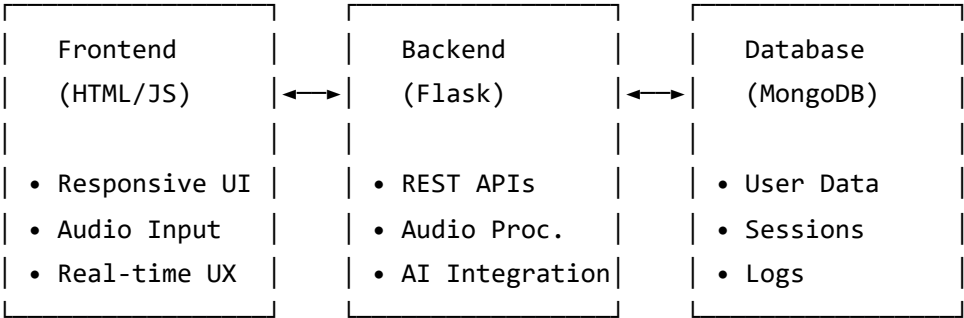 Frontend
(HTML/JS)
• Responsive UI
• Audio Input
• Real-time UX
Backend
(Flask)
• REST APIs
• Audio Proc.
• AI Integration
Database
(MongoDB)
• User Data
• Sessions
• Logs